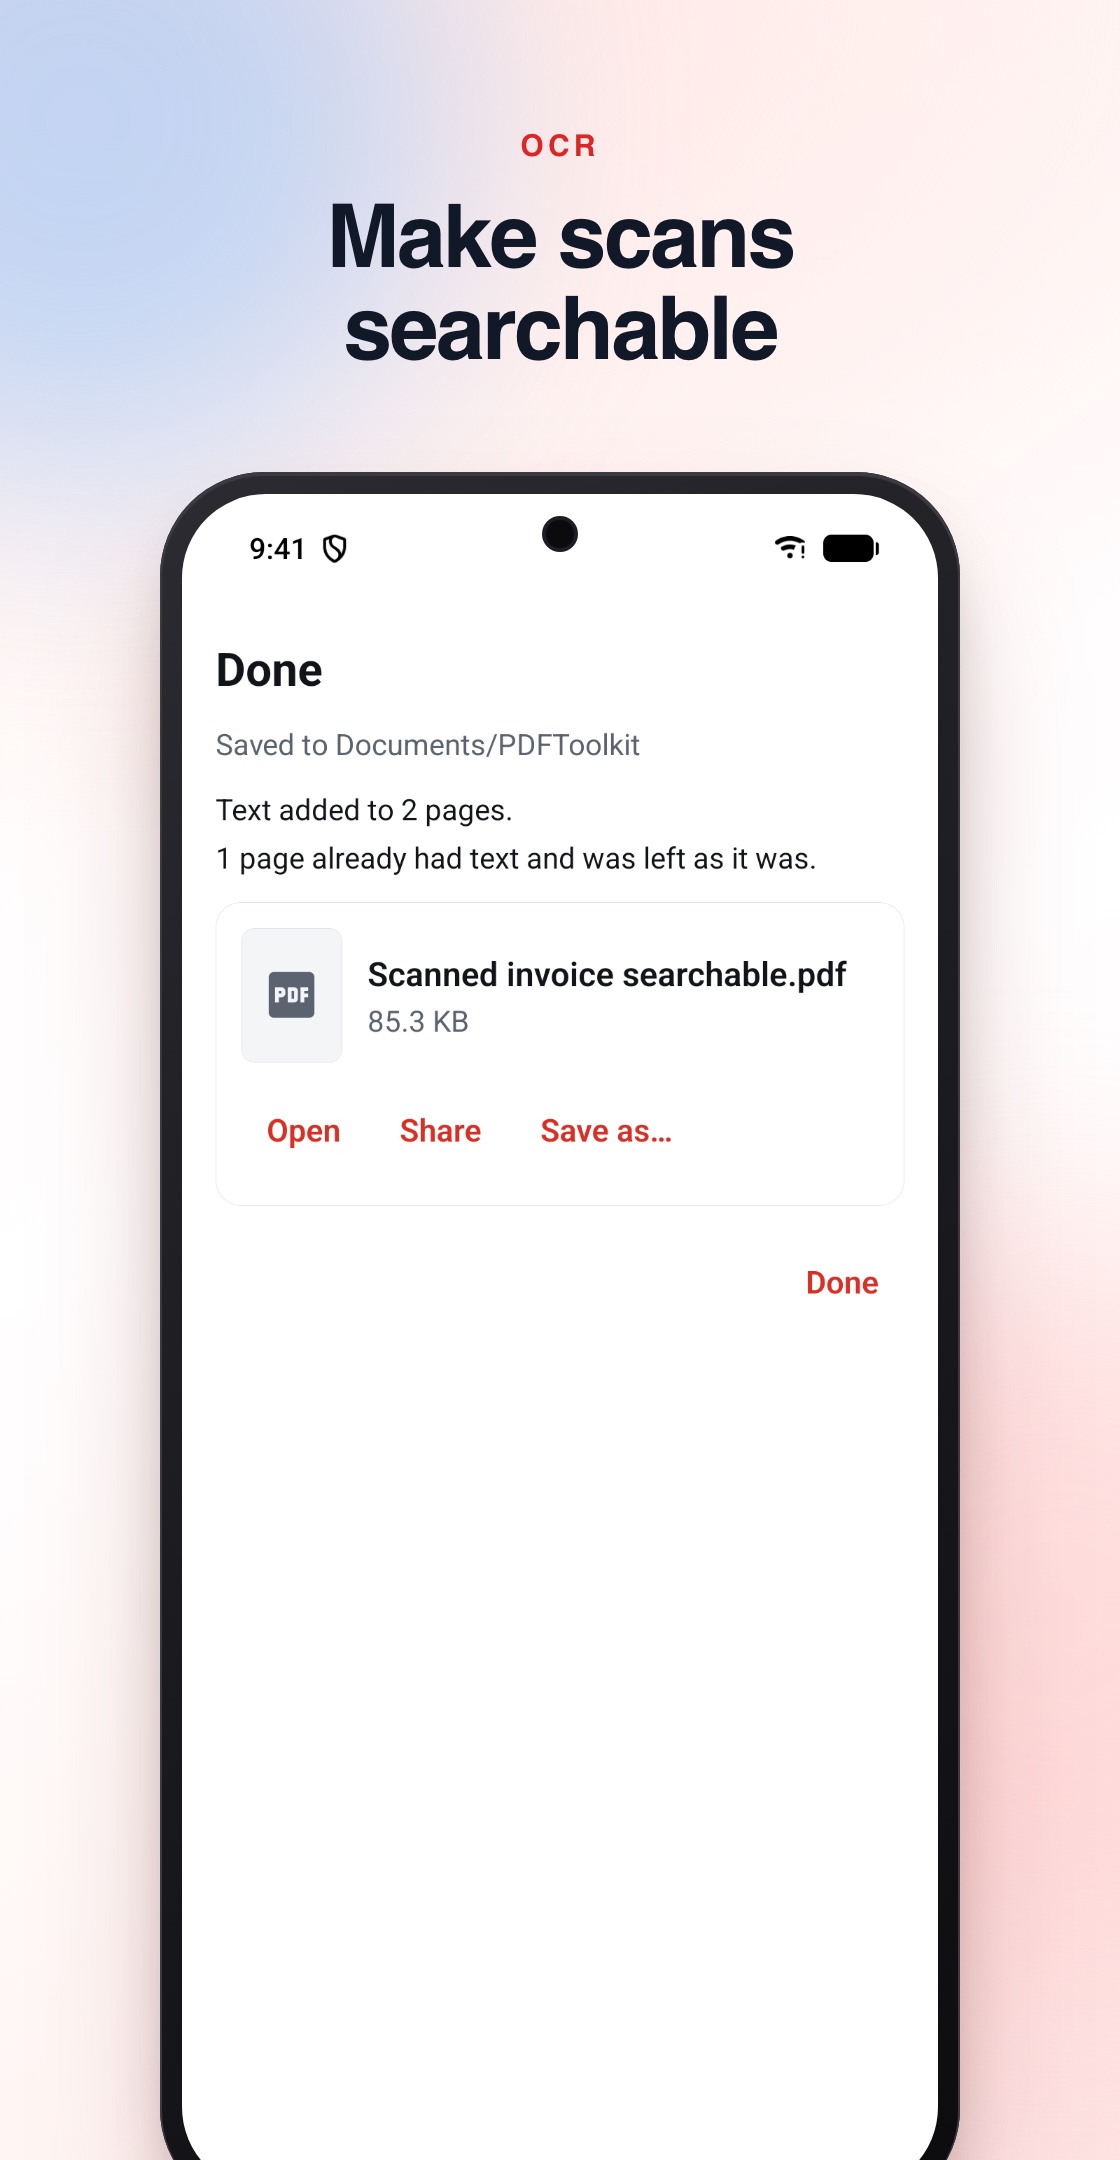 OCR
Make scans
searchable
9:41
Done
Saved to Documents/PDFToolkit
Text added to 2 pages.
1 page already had text and was left as it was.
PDF
Scanned invoice searchable.pdf
85.3 KB
Open Share Save as...
Done